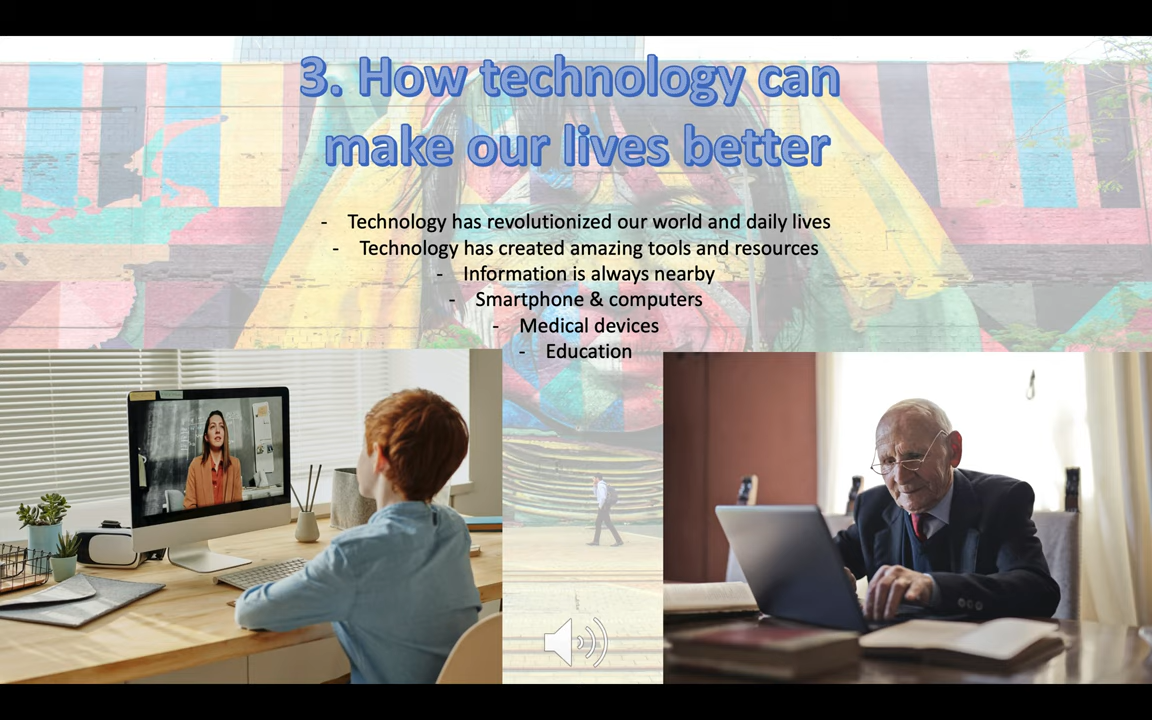 3. How technology can
make our lives better
- Technology has revolutionized our world and daily lives
- Technology has created amazing tools and resources
- Information is always nearby
- Smartphone & computers
- Medical devices
- Education